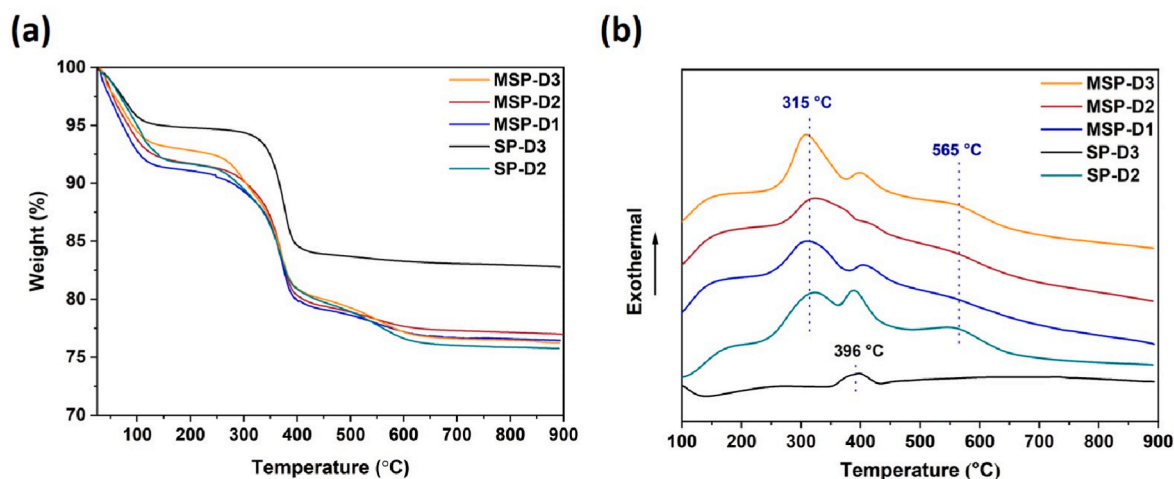 (a)
100
95
90
85
80
75
70
Weight (%)
MSP-D3
MSP-D2
MSP-D1
SP-D3
SP-D2
100 200 300 400 500 600 700 800 900
Temperature (°C)
(b)
Exothermal
315 °C
565 °C
396 °C
MSP-D3
MSP-D2
MSP-D1
SP-D3
SP-D2
100 200 300 400 500 600 700 800 900
Temperature (°C)